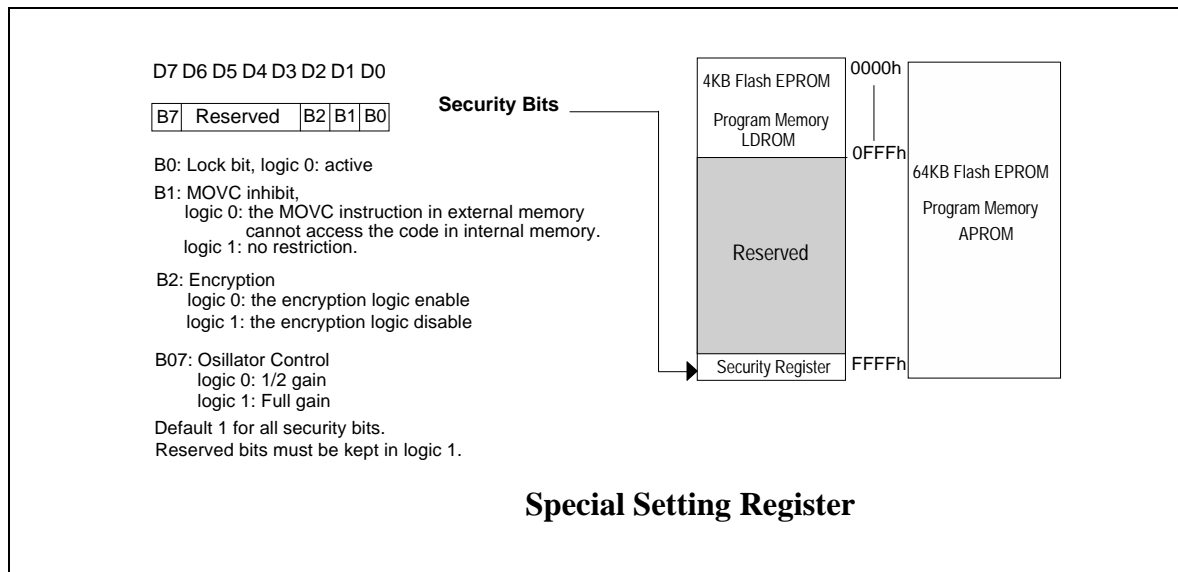 D7 D6 D5 D4 D3 D2 D1 D0
B7 Reserved B2 B1 B0
Security Bits
B0: Lock bit, logic 0: active
B1: MOVC inhibit,
logic 0: the MOVC instruction in external memory
cannot access the code in internal memory.
logic 1: no restriction.
B2: Encryption
logic 0: the encryption logic enable
logic 1: the encryption logic disable
B07: Osillator Control
logic 0: 1/2 gain
logic 1: Full gain
Default 1 for all security bits.
Reserved bits must be kept in logic 1.
4KB Flash EPROM
Program Memory
LDROM
Reserved
Security Register
0000h
0FFFh
FFFFh
64KB Flash EPROM
Program Memory
APROM
Special Setting Register